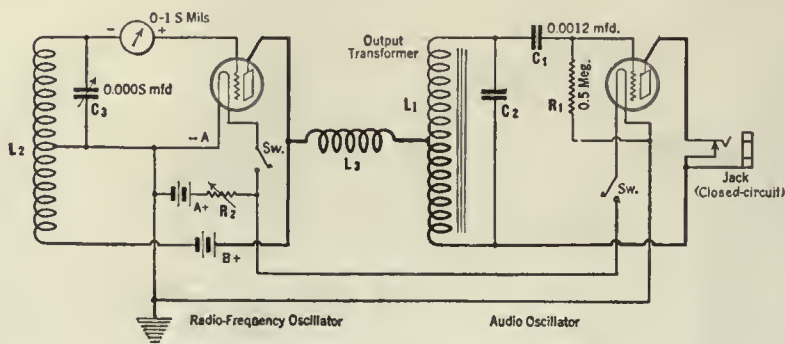 0-1 S Mils
- +
0.000S mfd
C3
L2
-A
Sw.
L3
A+
R2
B+
Output
Transformer
L1
C2
C1
0.0012 mfd.
R1
0.5 Meg.
Sw.
Jack
(Closed-circuit)
Radio-Frequency Oscillator
Audio Oscillator